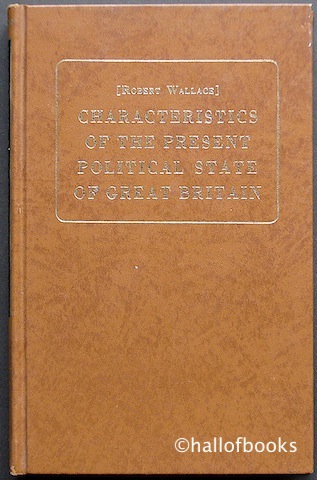 [Robert Wallace]
CHARACTERISTICS
OF THE PRESENT
POLITICAL STATE
OF GREAT BRITAIN
©hallofbooks